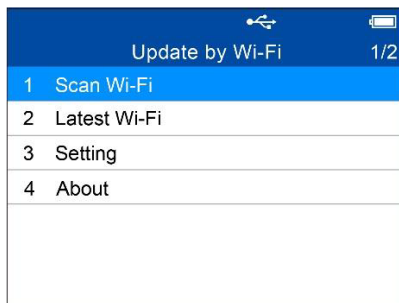 Update by Wi-Fi 1/2
1 Scan Wi-Fi
2 Latest Wi-Fi
3 Setting
4 About